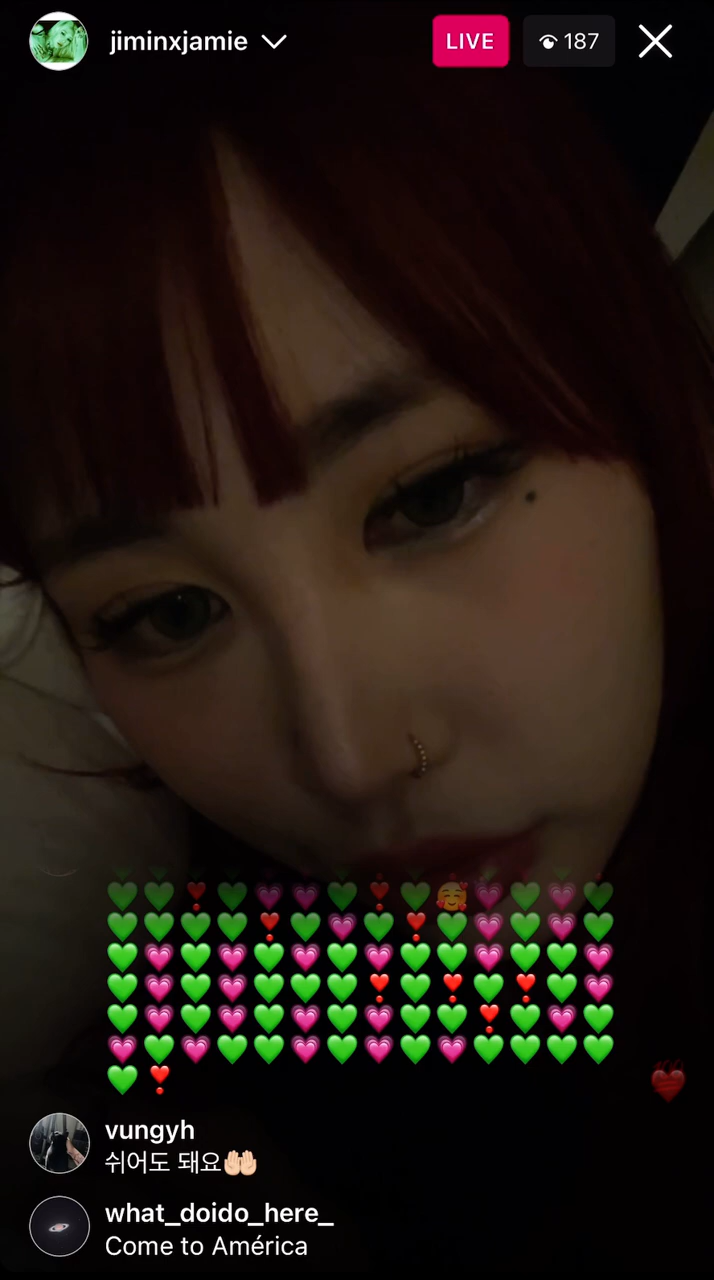 jiminxjamie
LIVE
187
vungyh
쉬어도 돼요🤲🏻
what_doido_here_
Come to América